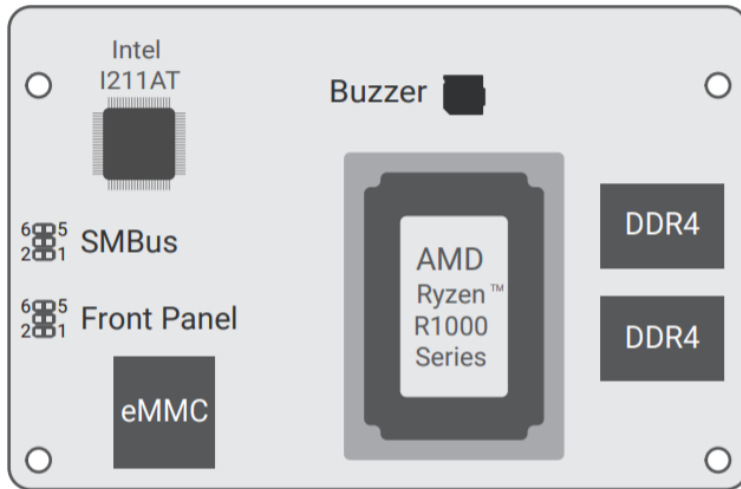 Intel
I211AT
Buzzer
DDR4
6 5
2 1
SMBus
AMD
Ryzen™
R1000
Series
6 5
2 1
Front Panel
DDR4
eMMC